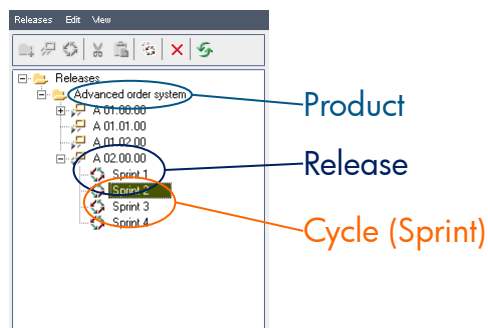 Releases Edit View
Releases
Advanced order system
A 01.00.00
A 01.01.00
A 01.02.00
A 02.00.00
Sprint 1
Sprint 2
Sprint 3
Sprint 4
Product
Release
Cycle (Sprint)